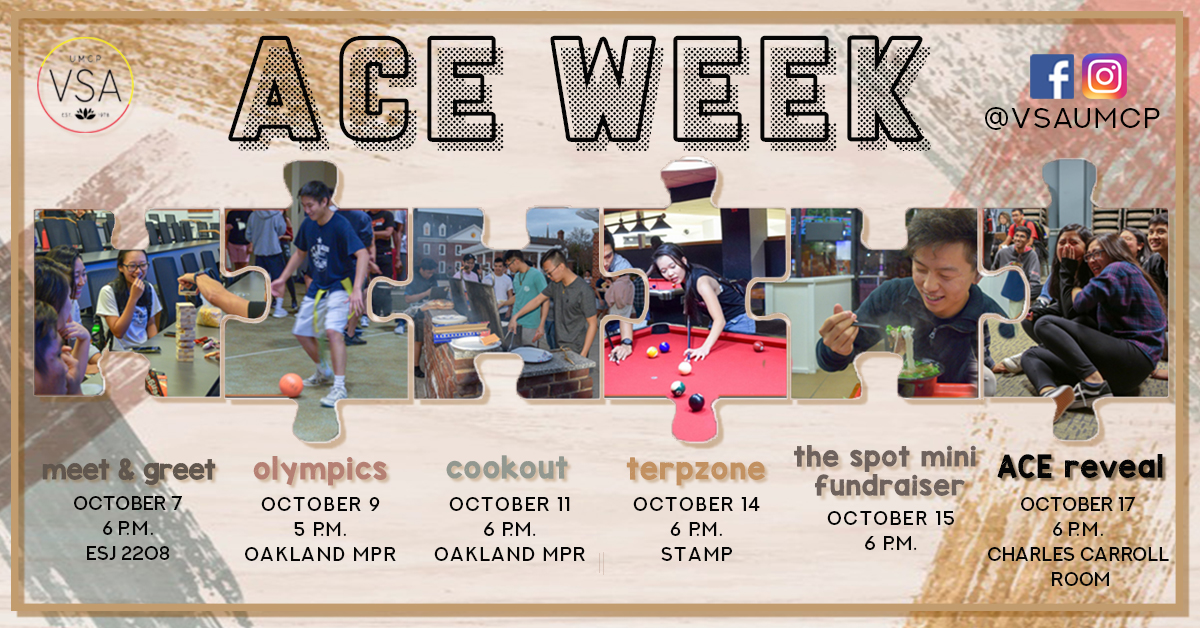 UMCP
VSA
EST. 1978
ACE WEEK
@VSAUMCP
meet & greet
OCTOBER 7
6 P.M.
ESJ 2208
olympics
OCTOBER 9
5 P.M.
OAKLAND MPR
cookout
OCTOBER 11
6 P.M.
OAKLAND MPR
terpzone
OCTOBER 14
6 P.M.
STAMP
the spot mini
fundraiser
OCTOBER 15
6 P.M.
ACE reveal
OCTOBER 17
6 P.M.
CHARLES CARROLL
ROOM